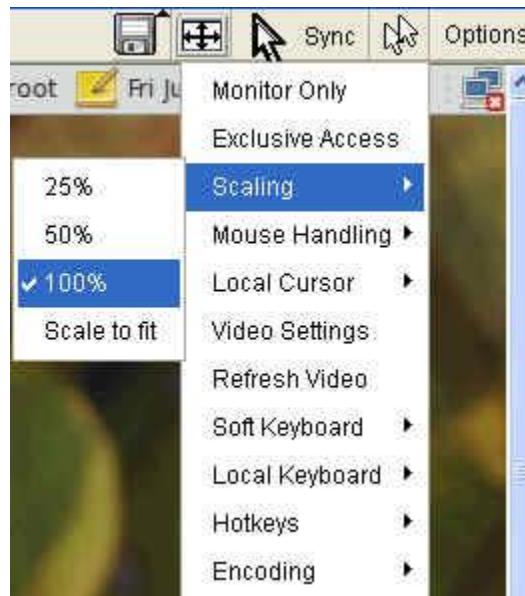 Sync Options
root Fri Ju
Monitor Only
Exclusive Access
Scaling
Mouse Handling
Local Cursor
Video Settings
Refresh Video
Soft Keyboard
Local Keyboard
Hotkeys
Encoding
25%
50%
100%
Scale to fit